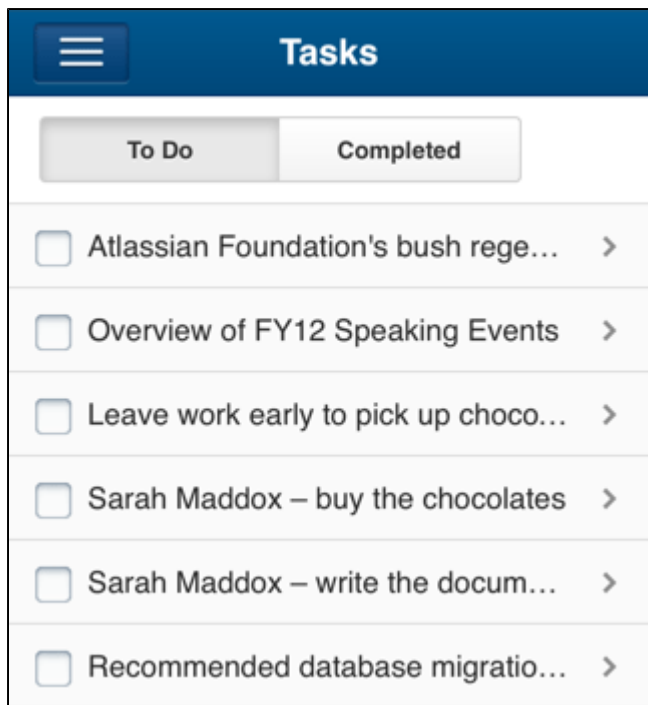 Tasks
To Do
Completed
Atlassian Foundation's bush rege…
Overview of FY12 Speaking Events
Leave work early to pick up choco…
Sarah Maddox – buy the chocolates
Sarah Maddox – write the docum…
Recommended database migratio…